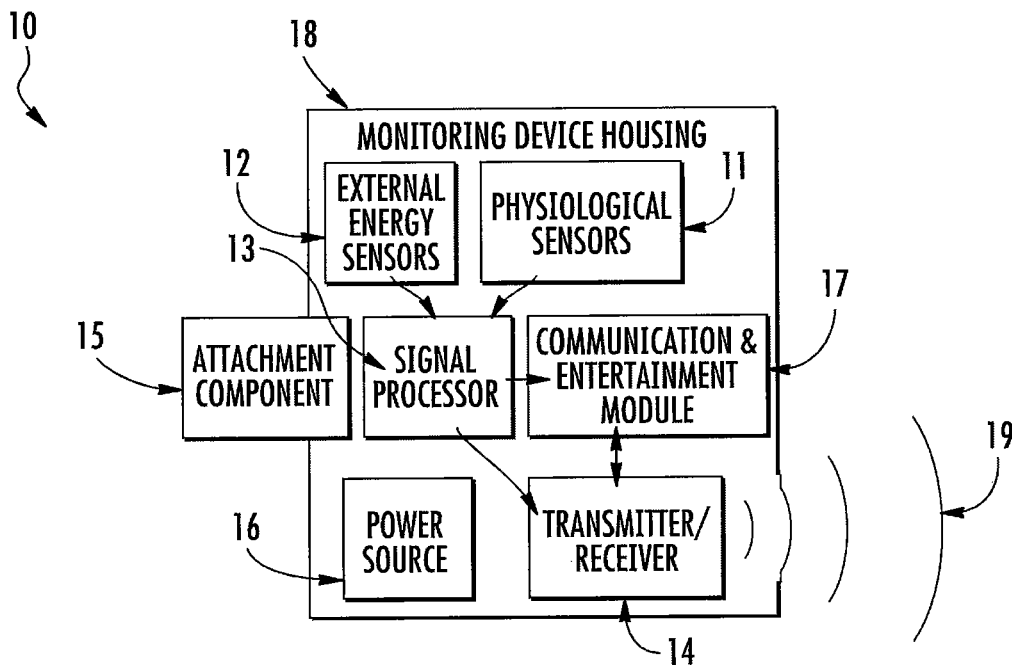 10
18
MONITORING DEVICE HOUSING
12
EXTERNAL
ENERGY
SENSORS
PHYSIOLOGICAL
SENSORS
11
13
15
ATTACHMENT
COMPONENT
SIGNAL
PROCESSOR
COMMUNICATION &
ENTERTAINMENT
MODULE
17
19
16
POWER
SOURCE
TRANSMITTER/
RECEIVER
14